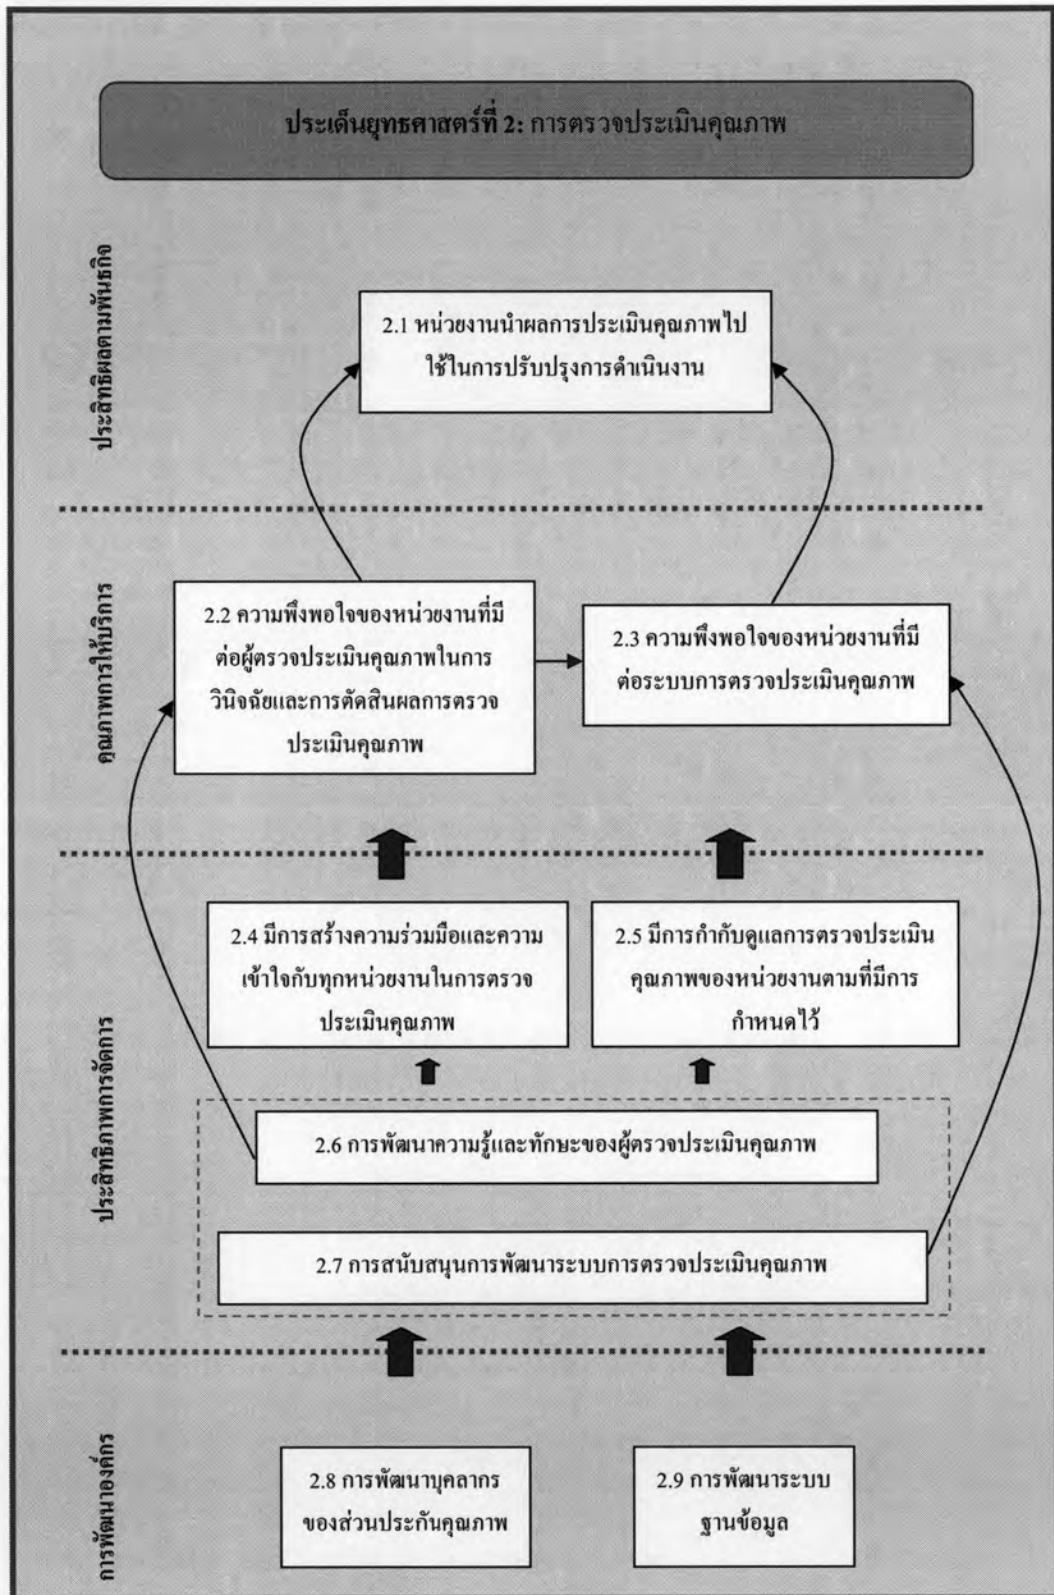 ประเด็นยุทธศาสตร์ที่ 2: การตรวจประเมินคุณภาพ
ประสิทธิผลตามพันธกิจ
2.1 หน่วยงานนำผลการประเมินคุณภาพไป
ใช้ในการปรับปรุงการดำเนินงาน
คุณภาพการให้บริการ
2.2 ความพึงพอใจของหน่วยงานที่มี
ต่อผู้ตรวจประเมินคุณภาพในการ
วินิจฉัยและการตัดสินผลการตรวจ
ประเมินคุณภาพ
2.3 ความพึงพอใจของหน่วยงานที่มี
ต่อระบบการตรวจประเมินคุณภาพ
ประสิทธิภาพการจัดการ
2.4 มีการสร้างความร่วมมือและความ
เข้าใจกับทุกหน่วยงานในการตรวจ
ประเมินคุณภาพ
2.5 มีการกำกับดูแลการตรวจประเมิน
คุณภาพของหน่วยงานตามที่มีการ
กำหนดไว้
2.6 การพัฒนาความรู้และทักษะของผู้ตรวจประเมินคุณภาพ
2.7 การสนับสนุนการพัฒนาระบบการตรวจประเมินคุณภาพ
การพัฒนาองค์กร
2.8 การพัฒนาบุคลากร
ของส่วนประกันคุณภาพ
2.9 การพัฒนาระบบ
ฐานข้อมูล